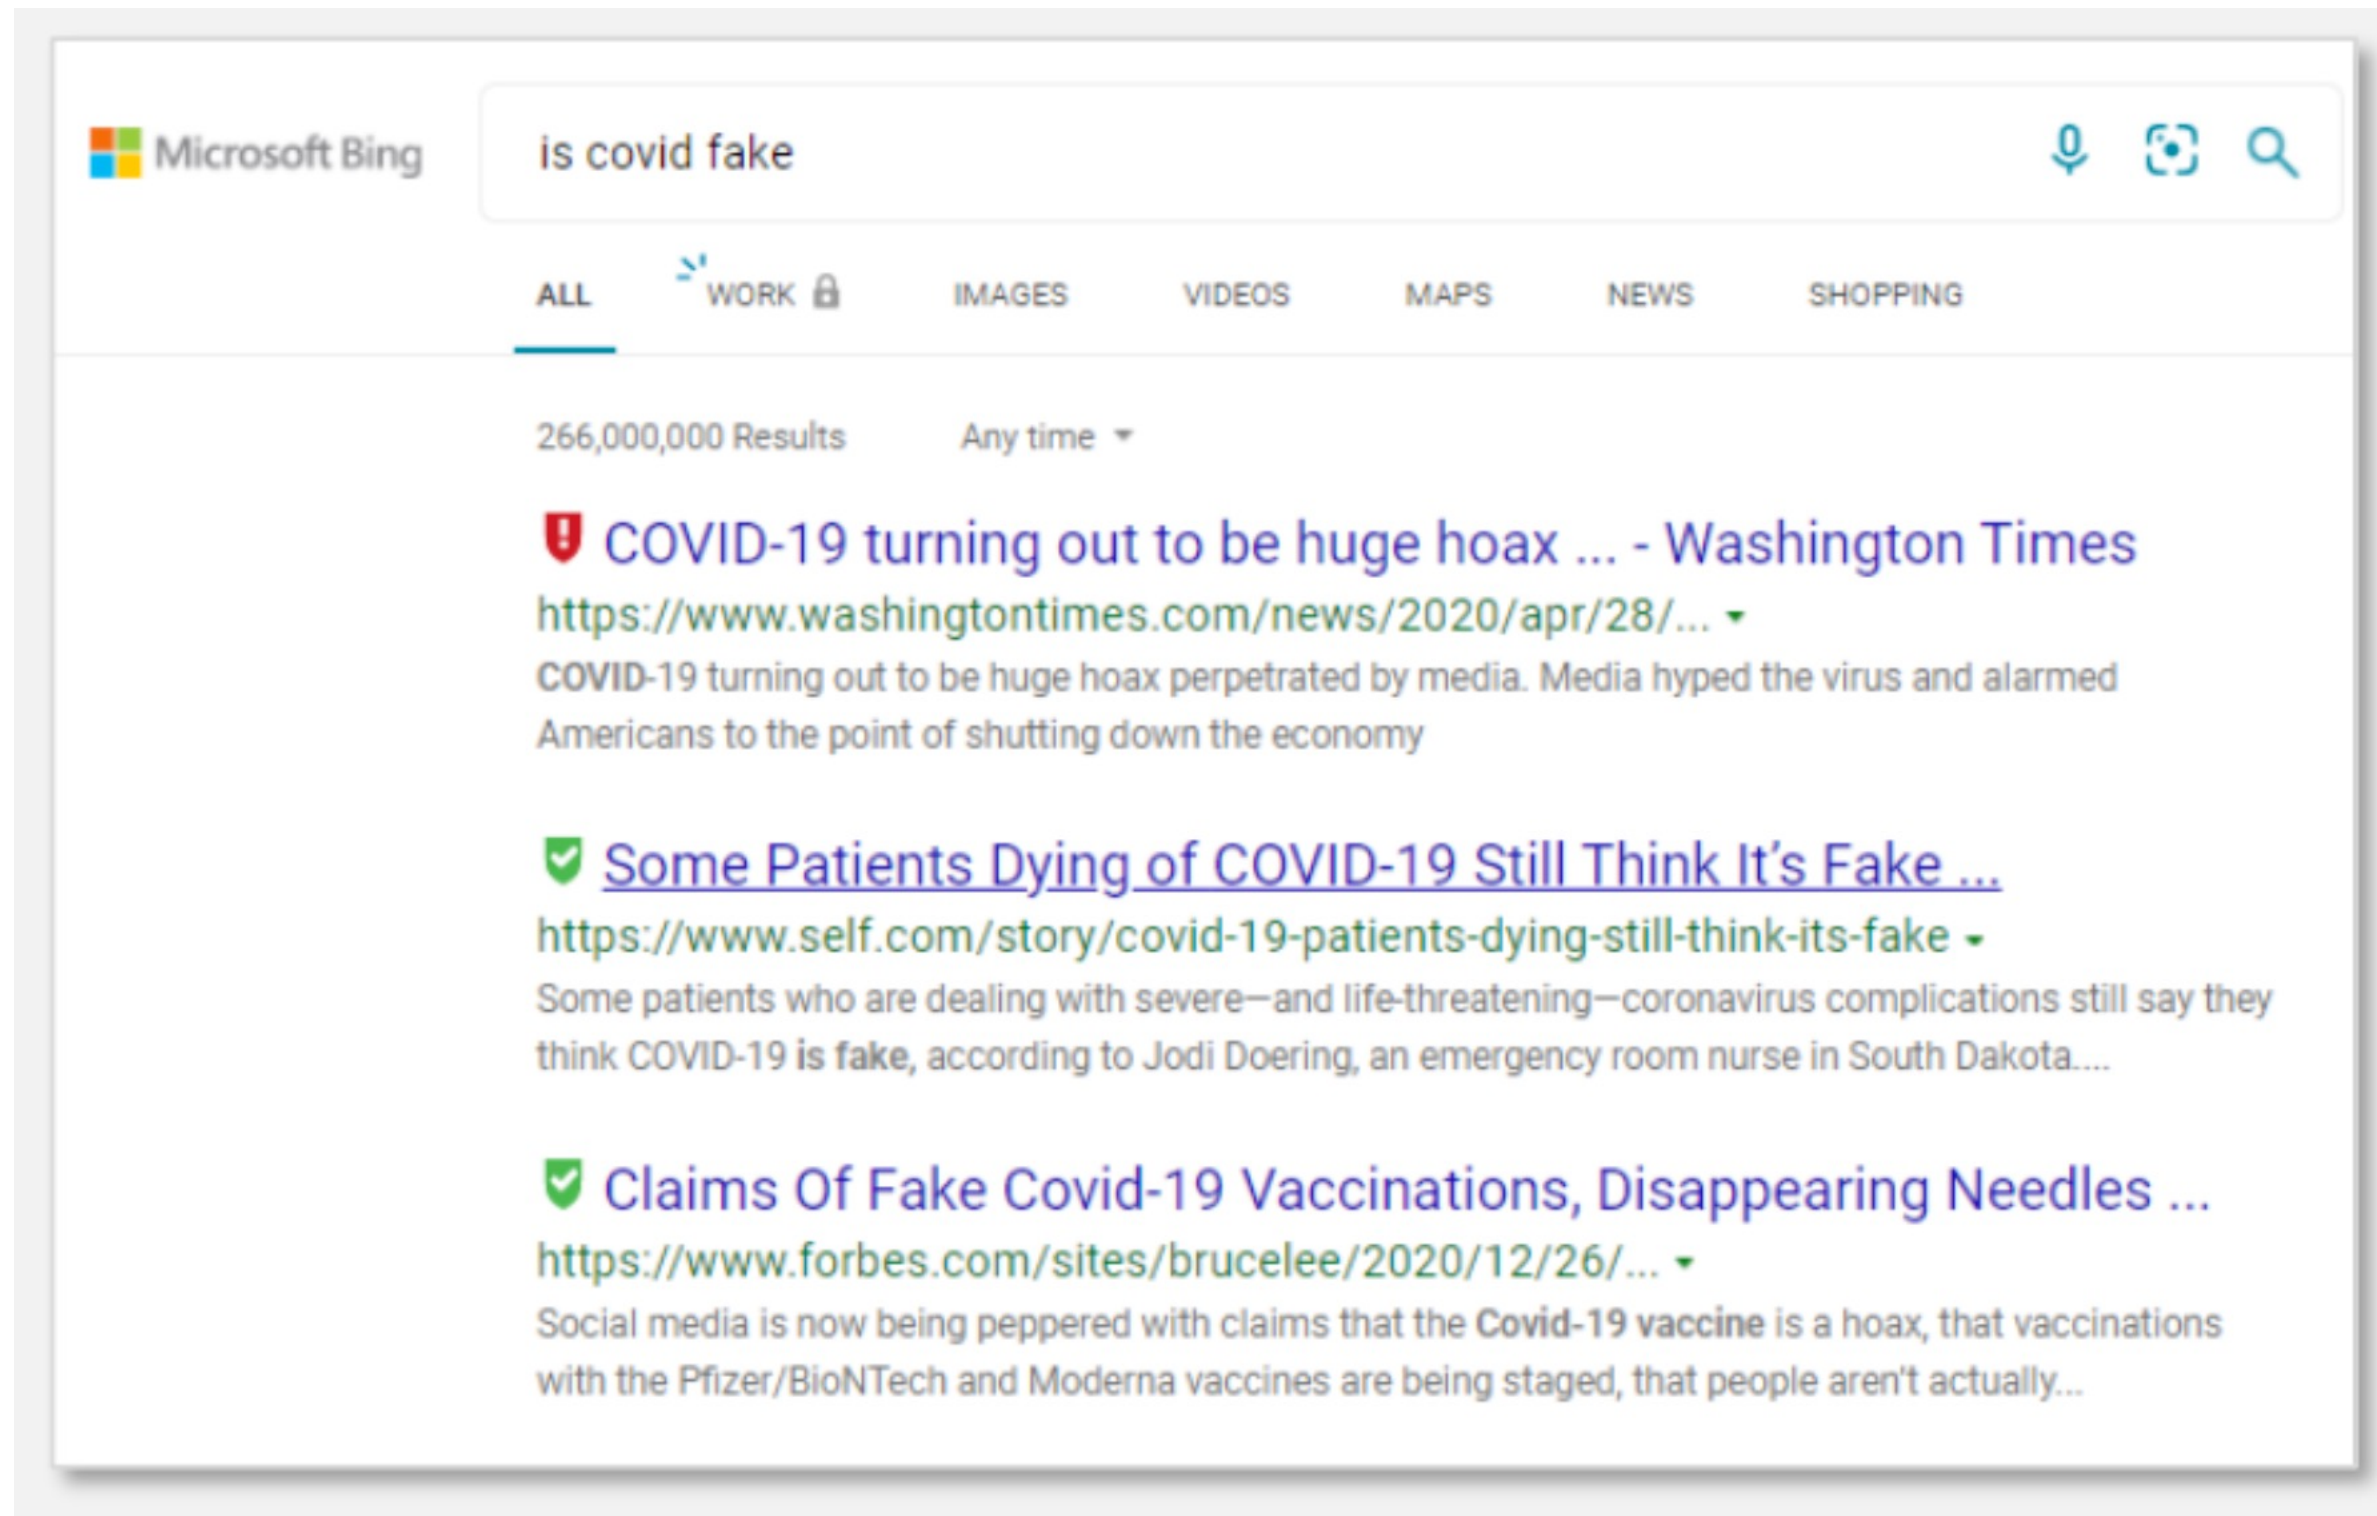 Microsoft Bing
is covid fake
ALL WORK IMAGES VIDEOS MAPS NEWS SHOPPING
266,000,000 Results Any time
COVID-19 turning out to be huge hoax ... - Washington Times
https://www.washingtontimes.com/news/2020/apr/28/...
COVID-19 turning out to be huge hoax perpetrated by media. Media hyped the virus and alarmed
Americans to the point of shutting down the economy
Some Patients Dying of COVID-19 Still Think It’s Fake ...
https://www.self.com/story/covid-19-patients-dying-still-think-its-fake
Some patients who are dealing with severe—and life-threatening—coronavirus complications still say they
think COVID-19 is fake, according to Jodi Doering, an emergency room nurse in South Dakota....
Claims Of Fake Covid-19 Vaccinations, Disappearing Needles ...
https://www.forbes.com/sites/brucelee/2020/12/26/...
Social media is now being peppered with claims that the Covid-19 vaccine is a hoax, that vaccinations
with the Pfizer/BioNTech and Moderna vaccines are being staged, that people aren't actually...